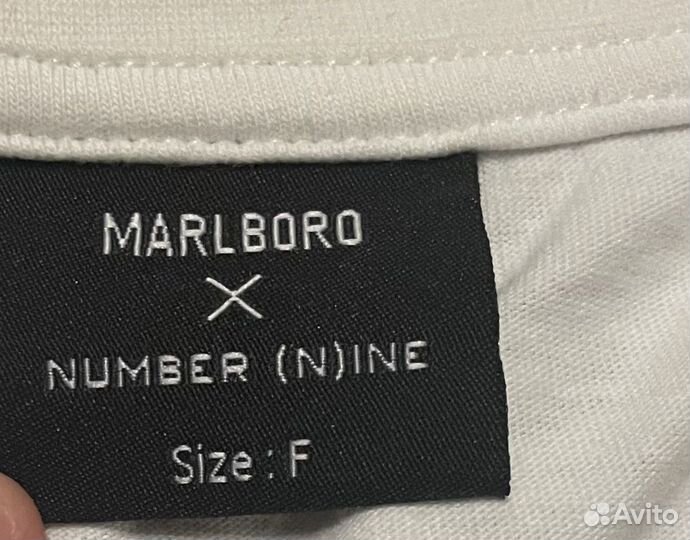 MARLBORO
X
NUMBER (N)INE
Size : F
Avito